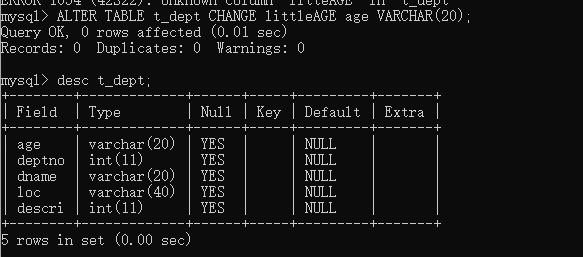 ERROR 1054 (42S22): Unknown column in t_dept
mysql> ALTER TABLE t_dept CHANGE littleAGE age VARCHAR(20);
Query OK, 0 rows affected (0.01 sec)
Records: 0  Duplicates: 0  Warnings: 0
mysql> desc t_dept;
+--------+-------------+------+-----+---------+-------+
| Field  | Type        | Null | Key | Default | Extra |
+--------+-------------+------+-----+---------+-------+
| age    | varchar(20) | YES  |     | NULL    |       |
| deptno | int(11)     | YES  |     | NULL    |       |
| dname  | varchar(20) | YES  |     | NULL    |       |
| loc    | varchar(40) | YES  |     | NULL    |       |
| descri | int(11)     | YES  |     | NULL    |       |
+--------+-------------+------+-----+---------+-------+
5 rows in set (0.00 sec)